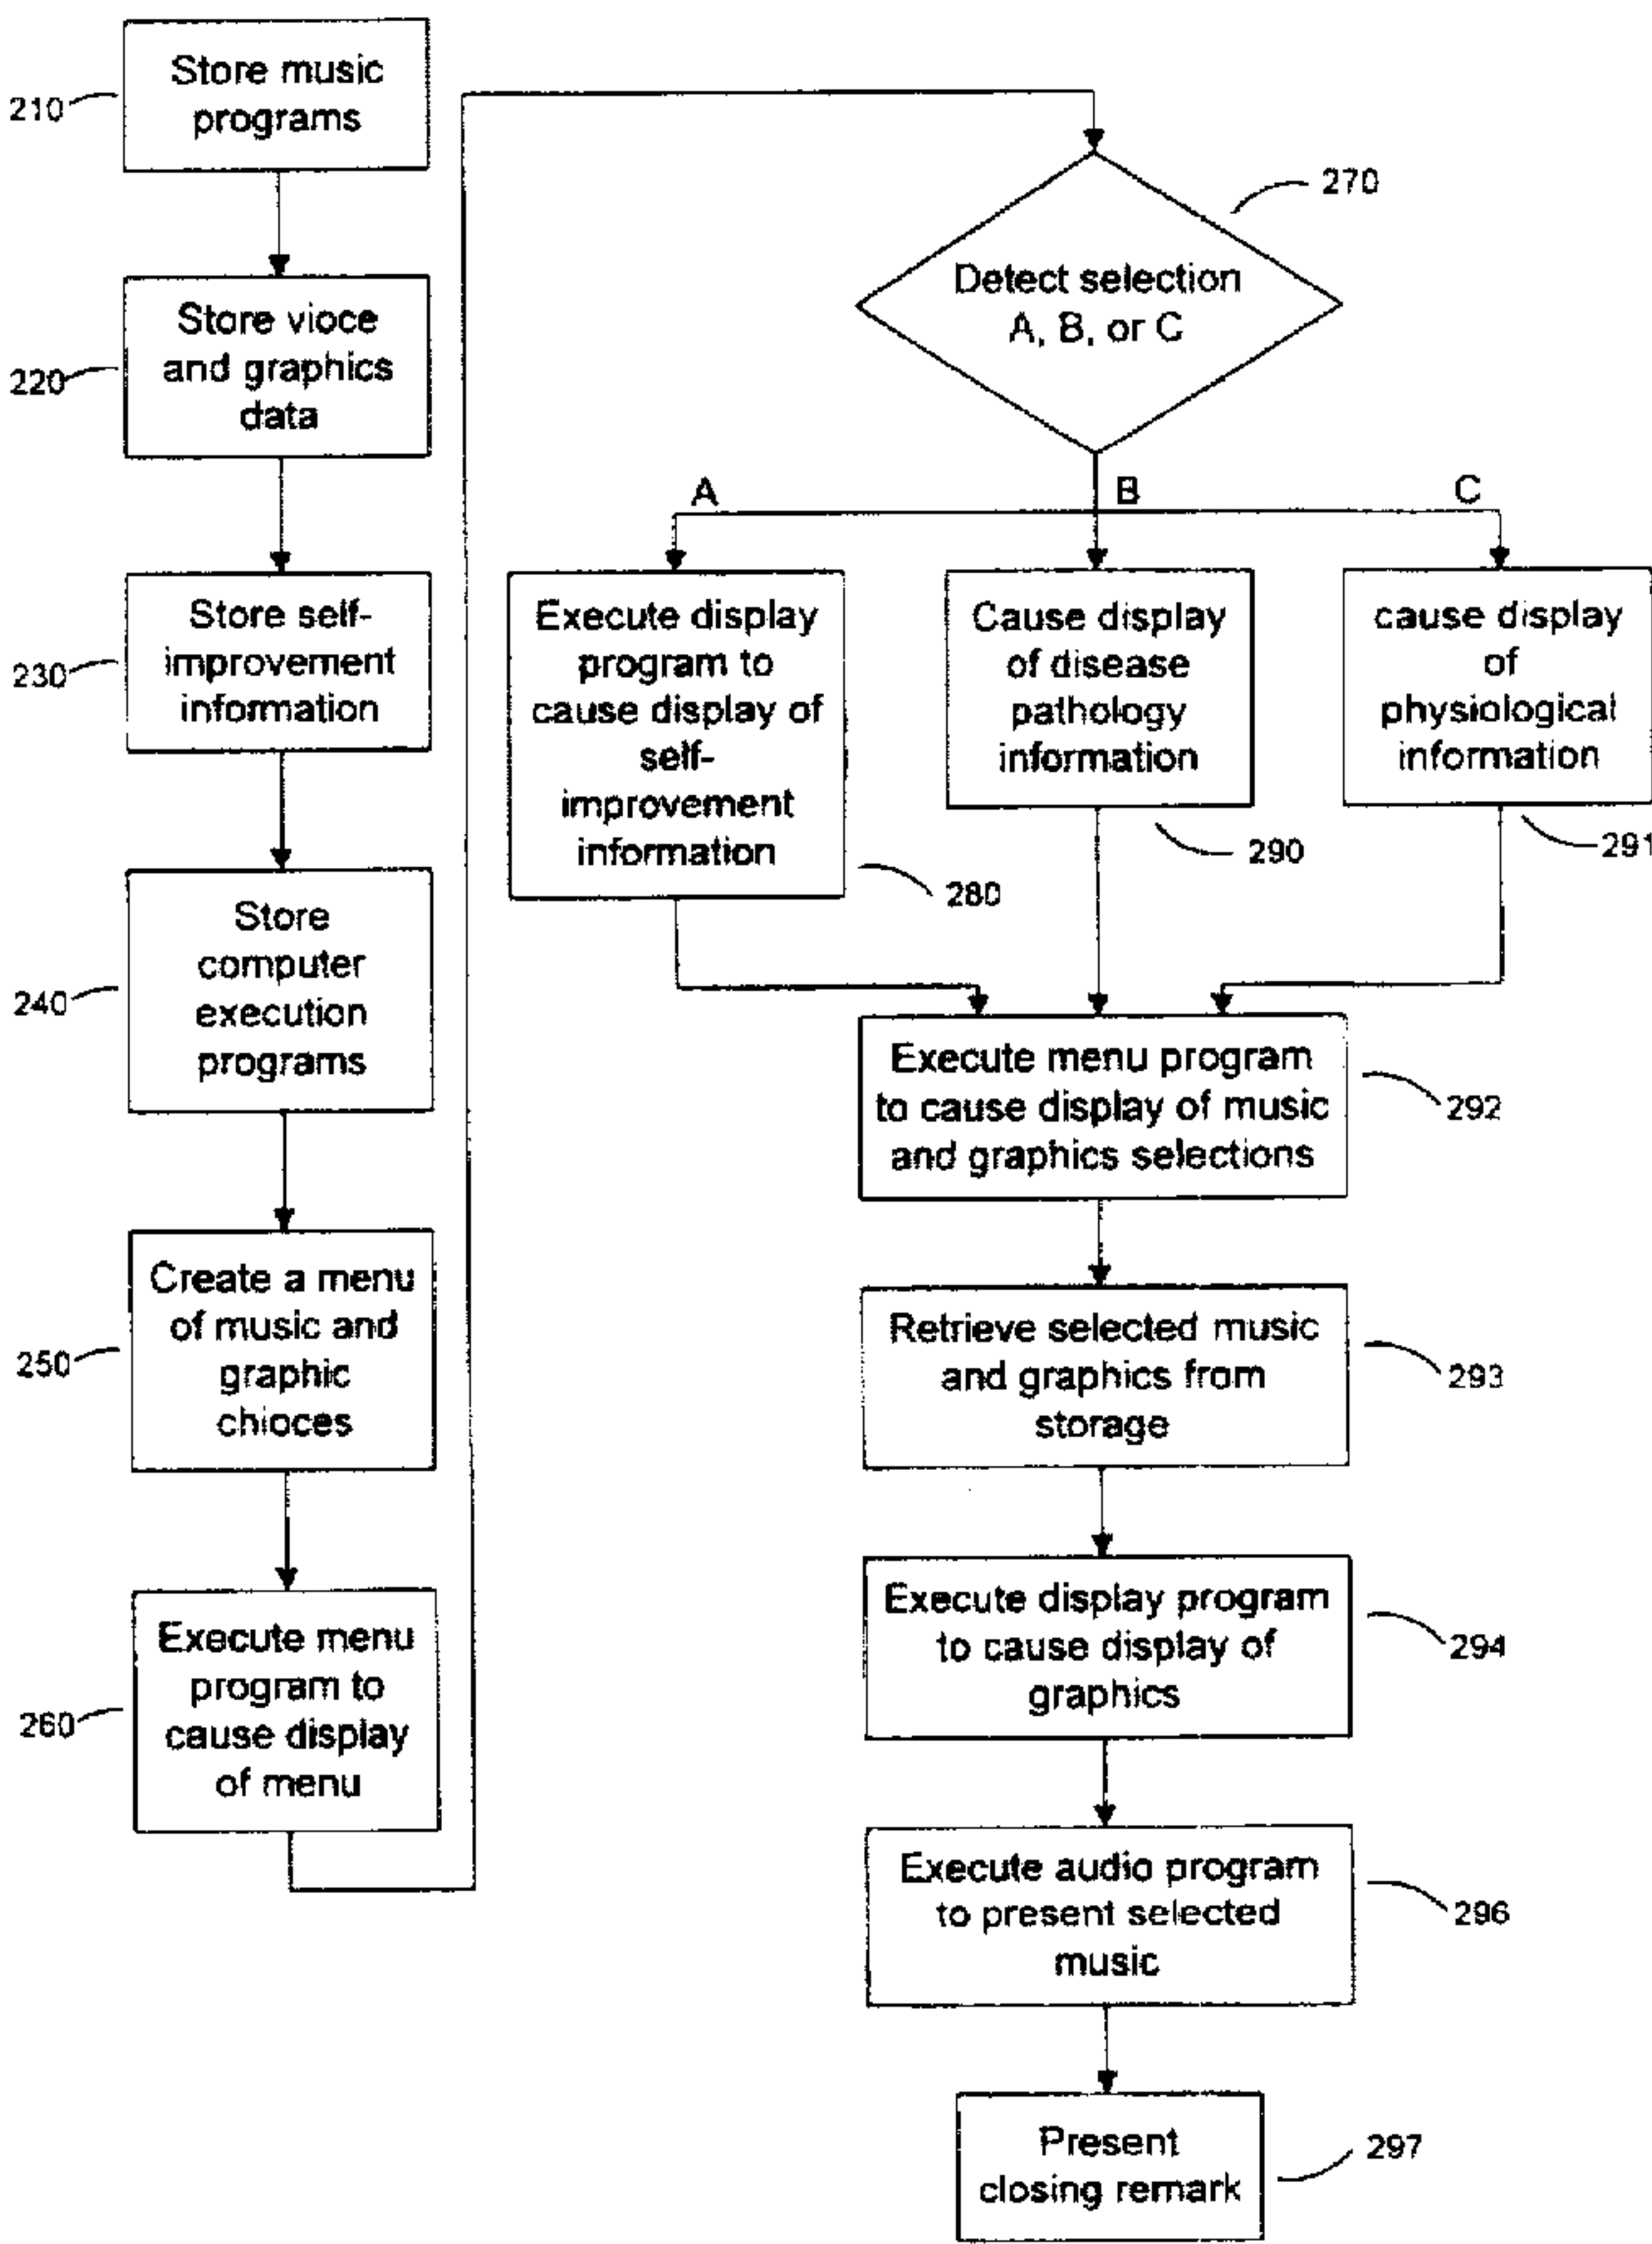 Store music
programs
210
Store vioce
and graphics
data
220
Store self-
improvement
information
230
Store
computer
execution
programs
240
Create a menu
of music and
graphic
chioces
250
Execute menu
program to
cause display
of menu
260
Detect selection
A, B, or C
270
A
B
C
Execute display
program to
cause display of
self-
improvement
information
280
Cause display
of disease
pathology
information
290
cause display
of
physiological
information
291
Execute menu program
to cause display of music
and graphics selections
292
Retrieve selected music
and graphics from
storage
293
Execute display program
to cause display of
graphics
294
Execute audio program
to present selected
music
296
Present
closing remark
297